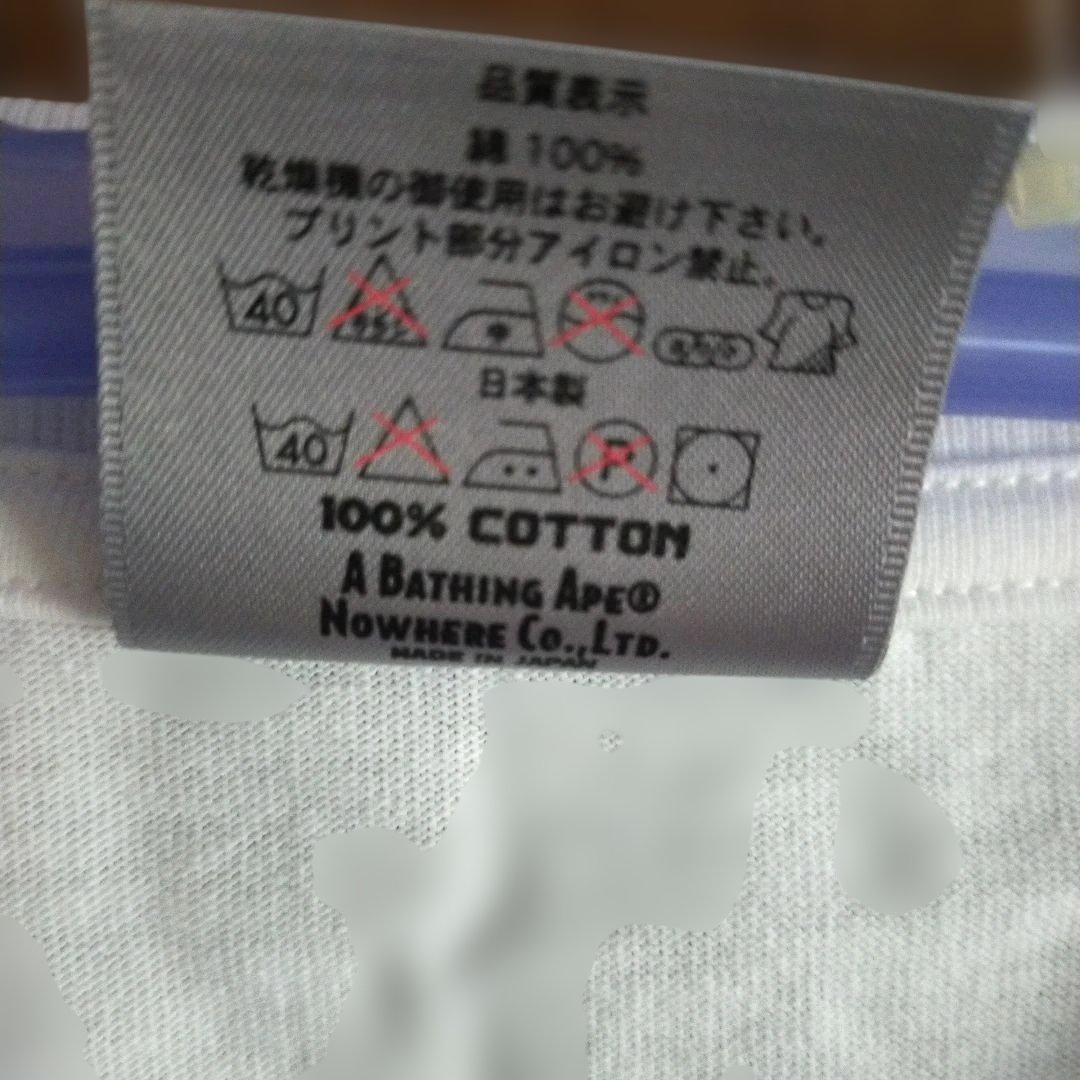 品質表示
綿 100%
乾燥機の御使用はお避け下さい。
プリント部分アイロン禁止。
40
日本製
40 P
100% COTTON
A BATHING APE®
NOWHERE CO.,LTD.
MADE IN JAPAN